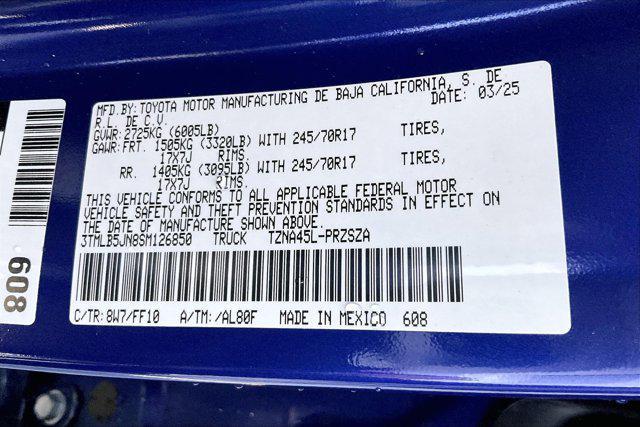 MFD.BY: TOYOTA MOTOR MANUFACTURING DE BAJA CALIFORNIA, S. DE
R.L. DE C.V. DATE: 03/25
GVWR: 2725KG (6005LB)
GAWR: FRT. 1505KG (3320LB) WITH 245/70R17 TIRES,
17X7J RIMS.
RR. 1405KG (3095LB) WITH 245/70R17 TIRES,
17X7J RIMS.
THIS VEHICLE CONFORMS TO ALL APPLICABLE FEDERAL MOTOR
VEHICLE SAFETY AND THEFT PREVENTION STANDARDS IN EFFECT ON
THE DATE OF MANUFACTURE SHOWN ABOVE.
3TMLB5JN8SM126850 TRUCK TZNA45L-PRZSZA
C/TR: 8W7/FF10 A/TM: /AL80F MADE IN MEXICO 608
608